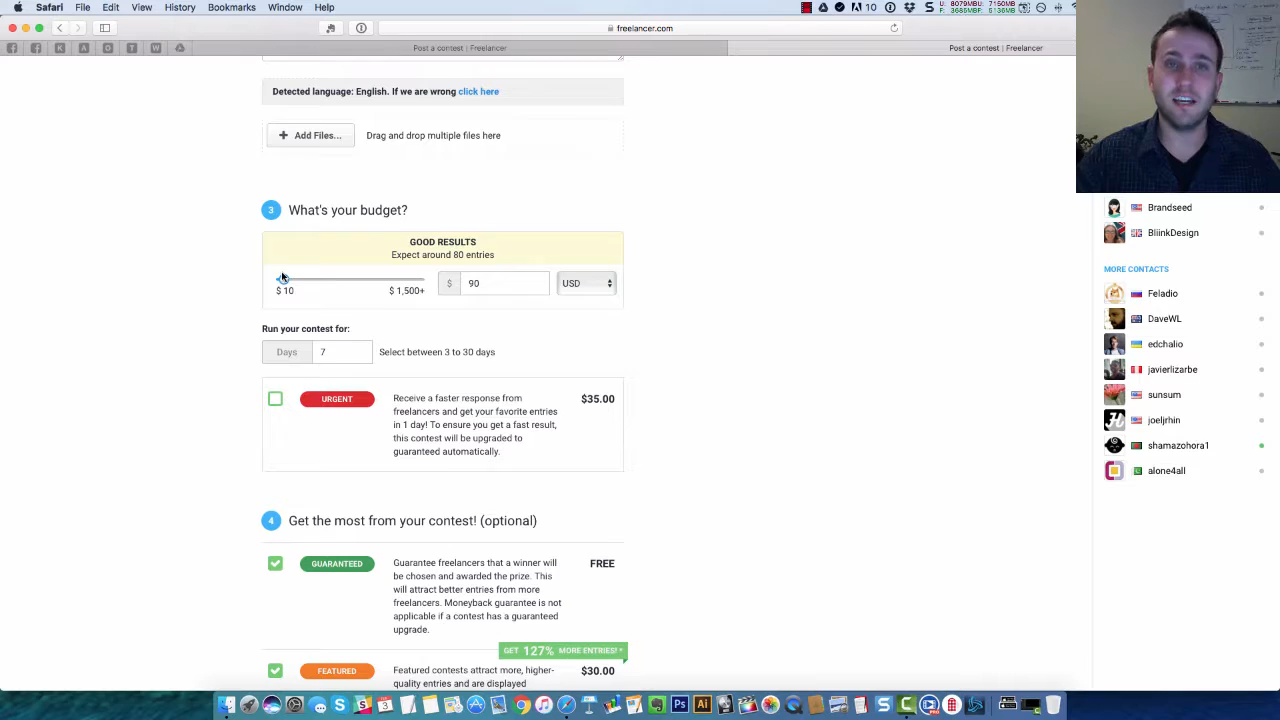 Safari File Edit View History Bookmarks Window Help
10
U: 8079MB/s 7150MB
F: 3685MB/s 5136MB
freelancer.com
Post a contest | Freelancer
Post a contest | Freelancer
Detected language: English. If we are wrong click here
+ Add Files... Drag and drop multiple files here
3 What's your budget?
GOOD RESULTS
Expect around 80 entries
$ 90 USD
$ 10 $ 1,500+
Run your contest for:
Days 7 Select between 3 to 30 days
URGENT Receive a faster response from $35.00
freelancers and get your favorite entries
in 1 day! To ensure you get a fast result,
this contest will be upgraded to
guaranteed automatically.
4 Get the most from your contest! (optional)
GUARANTEED Guarantee freelancers that a winner will FREE
be chosen and awarded the prize. This
will attract better entries from more
freelancers. Moneyback guarantee is not
applicable if a contest has a guaranteed
upgrade.
GET 127% MORE ENTRIES! *
FEATURED Featured contests attract more, higher- $30.00
quality entries and are displayed
Brandseed
BliinkDesign
MORE CONTACTS
Feladio
DaveWL
edchalio
javierlizarbe
sunsum
joeljrhin
shamazohora1
alone4all